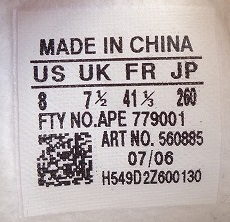 MADE IN CHINA
US UK FR JP
8 7½ 41⅓ 260
FTY NO.APE 779001
ART NO. 560885
07/06
H549D2Z600130